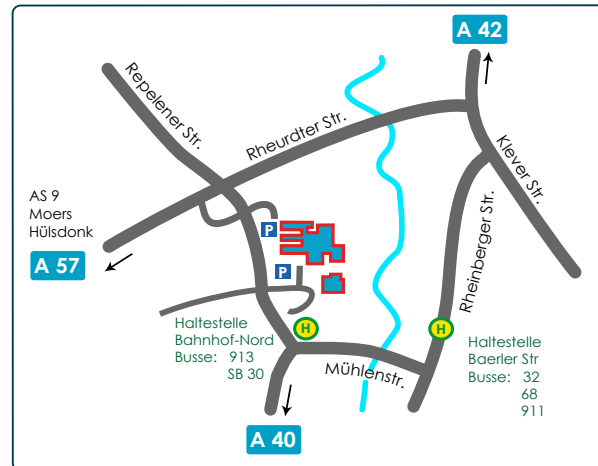 A 42
Repelener Str.
Rheurdter Str.
Klever Str.
AS 9
Moers
Hülsdonk
A 57
P
P
Rheinberger Str.
H
H
Haltestelle
Bahnhof-Nord
Busse: 913
SB 30
Mühlenstr.
Haltestelle
Baerler Str
Busse: 32
68
911
A 40